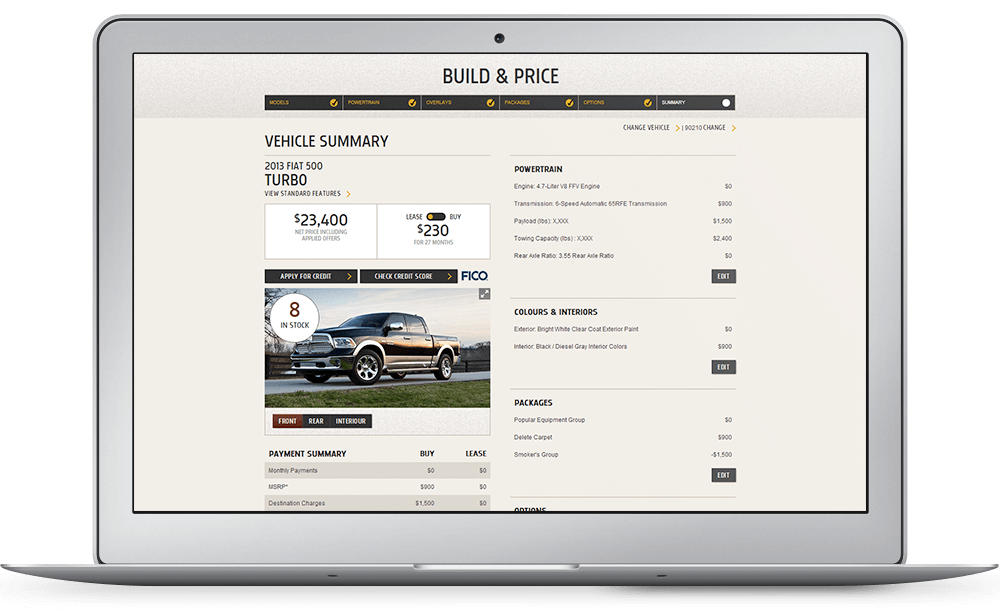 BUILD & PRICE
MODELS
POWERTRAIN
OVERLAYS
PACKAGES
OPTIONS
SUMMARY
CHANGE VEHICLE | 90210 CHANGE
VEHICLE SUMMARY
2013 FIAT 500
TURBO
VIEW STANDARD FEATURES
$23,400
NET PRICE INCLUDING
APPLIED OFFERS
LEASE BUY
$230
FOR 27 MONTHS
APPLY FOR CREDIT
CHECK CREDIT SCORE
FICO
8
IN STOCK
FRONT REAR INTERIOUR
PAYMENT SUMMARY BUY LEASE
Monthly Payments $0 $0
MSRP* $900 $0
Destination Charges $1,500 $0
POWERTRAIN
Engine: 4.7-Liter V8 FFV Engine $0
Transmission: 6-Speed Automatic 65RFE Transmission $900
Payload (lbs): X,XXX $1,500
Towing Capacity (lbs) : X,XXX $2,400
Rear Axle Ratio: 3.55 Rear Axle Ratio $0
EDIT
COLOURS & INTERIORS
Exterior: Bright White Clear Coat Exterior Paint $0
Interior: Black / Diesel Gray Interior Colors $900
EDIT
PACKAGES
Popular Equipment Group $0
Delete Carpet $900
Smoker's Group -$1,500
EDIT
OPTIONS